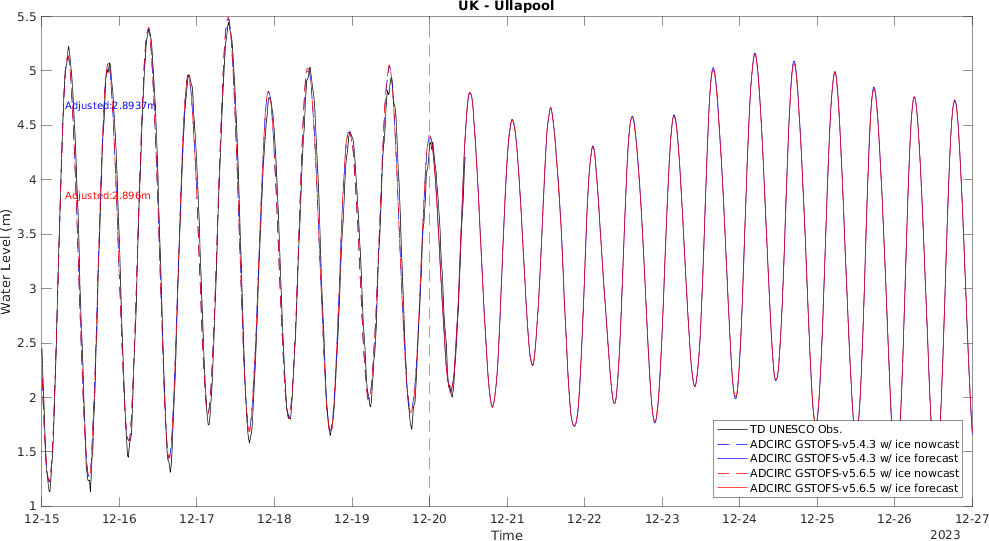 UK - Ullapool
5.5
5
4.5
4
3.5
3
2.5
2
1.5
1
Water Level (m)
Adjusted:2.8937m
Adjusted:2.896m
TD UNESCO Obs.
ADCIRC GSTOFS-v5.4.3 w/ ice nowcast
ADCIRC GSTOFS-v5.4.3 w/ ice forecast
ADCIRC GSTOFS-v5.6.5 w/ ice nowcast
ADCIRC GSTOFS-v5.6.5 w/ ice forecast
12-15 12-16 12-17 12-18 12-19 12-20 12-21 12-22 12-23 12-24 12-25 12-26 12-27
Time
2023